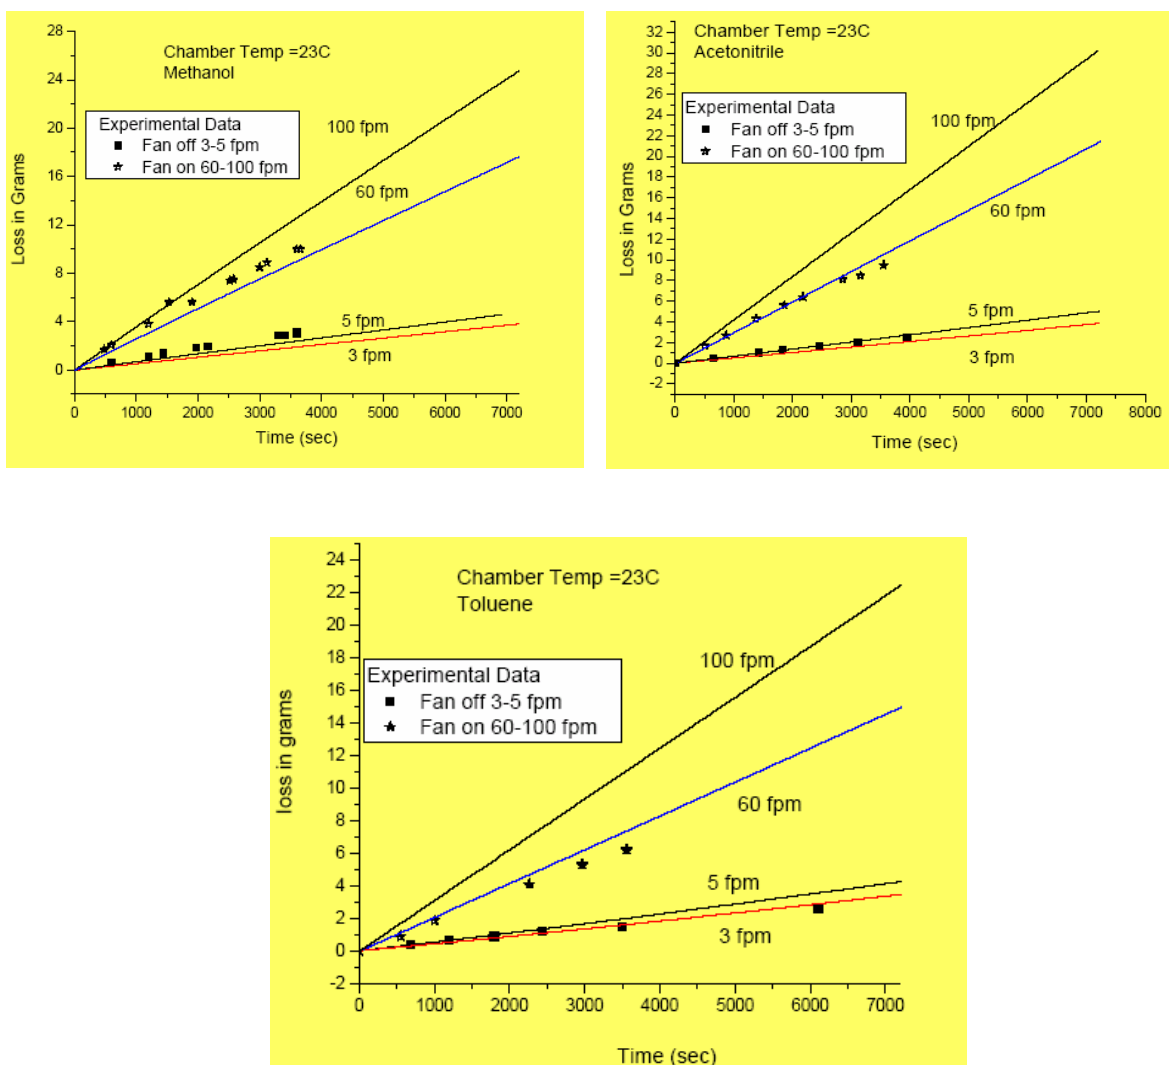 28
24
20
16
12
8
4
0
Loss in Grams
Chamber Temp =23C
Methanol
Experimental Data
Fan off 3-5 fpm
Fan on 60-100 fpm
100 fpm
60 fpm
5 fpm
3 fpm
0 1000 2000 3000 4000 5000 6000 7000
Time (sec)
32
30
28
26
24
22
20
18
16
14
12
10
8
6
4
2
0
-2
Loss in Grams
Chamber Temp =23C
Acetonitrile
Experimental Data
Fan off 3-5 fpm
Fan on 60-100 fpm
100 fpm
60 fpm
5 fpm
3 fpm
0 1000 2000 3000 4000 5000 6000 7000 8000
Time (sec)
24
22
20
18
16
14
12
10
8
6
4
2
0
-2
loss in grams
Chamber Temp =23C
Toluene
Experimental Data
Fan off 3-5 fpm
Fan on 60-100 fpm
100 fpm
60 fpm
5 fpm
3 fpm
0 1000 2000 3000 4000 5000 6000 7000
Time (sec)